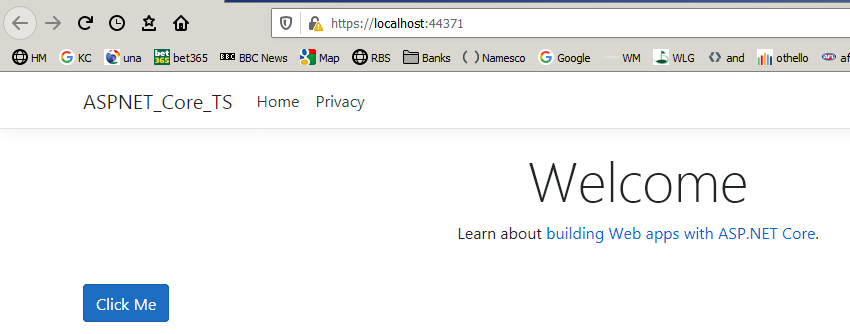 https://localhost:44371
HM KC una bet365 BBC News Map RBS Banks Namesco Google WM WLG and othello af
ASPNET_Core_TS Home Privacy
Welcome
Learn about building Web apps with ASP.NET Core.
Click Me